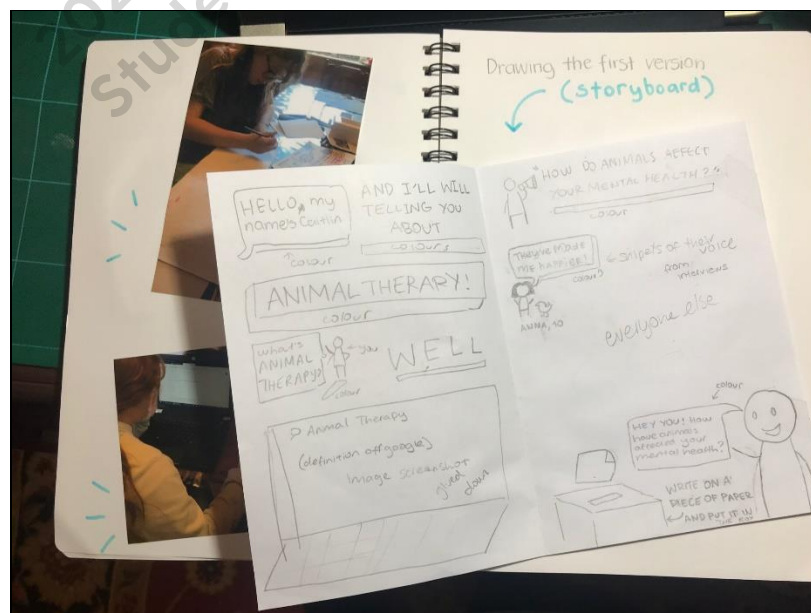 Drawing the first version
(storyboard)
HELLO, my
name's Caitlin
colour
AND I'LL WILL
TELLING YOU
ABOUT
colours
ANIMAL THERAPY!
colour
WHAT'S
ANIMAL
THERAPY?
you
colour
WELL
Animal Therapy
(definition off google)
Image screenshot
glued
down
HOW DO ANIMALS AFFECT
YOUR MENTAL HEALTH??
colour
They've made
me happier!
colour
snipets of their voice
from
interviews
ANNA, 10
everyone else
colour
HEY YOU! How
have animals
affected your
mental health?
WRITE ON A
PIECE OF PAPER
AND PUT IT IN
THE BOX